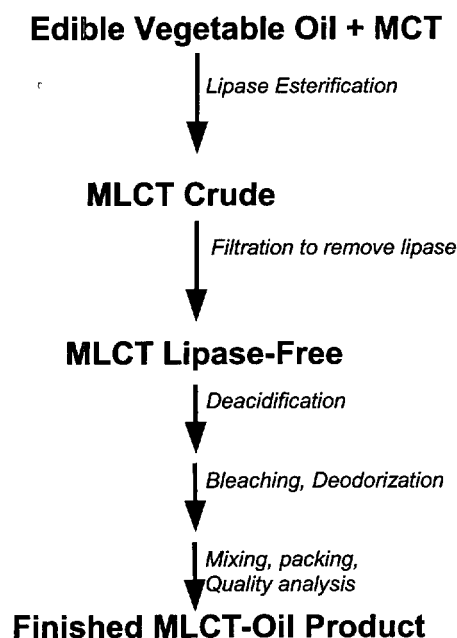 Edible Vegetable Oil + MCT
Lipase Esterification
MLCT Crude
Filtration to remove lipase
MLCT Lipase-Free
Deacidification
Bleaching, Deodorization
Mixing, packing,
Quality analysis
Finished MLCT-Oil Product